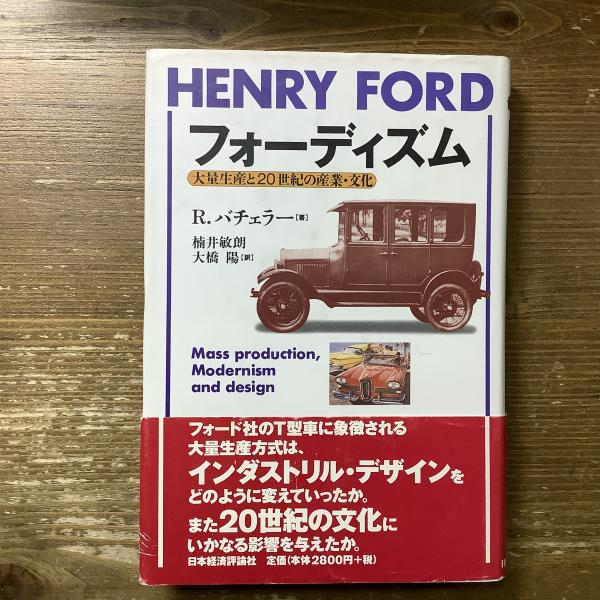 HENRY FORD
フォーディズム
大量生産と20世紀の産業・文化
R.バチェラー[著]
楠井敏朗
大橋 陽[訳]
Mass production,
Modernism
and design
フォード社のT型車に象徴される
大量生産方式は、
インダストリル・デザインを
どのように変えていったか。
また20世紀の文化に
いかなる影響を与えたか。
日本経済評論社 定価(本体2800円+税)